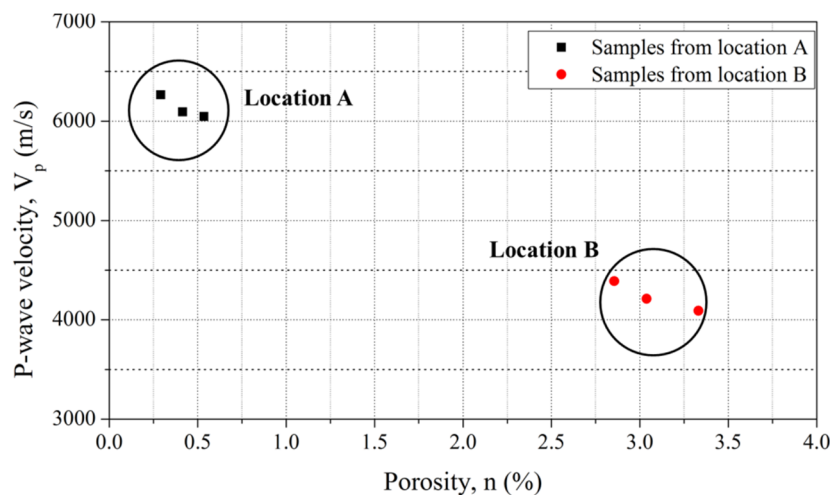 7000
6000
5000
4000
3000
P-wave velocity, Vp (m/s)
Samples from location A
Samples from location B
Location A
Location B
0.0 0.5 1.0 1.5 2.0 2.5 3.0 3.5 4.0
Porosity, n (%)